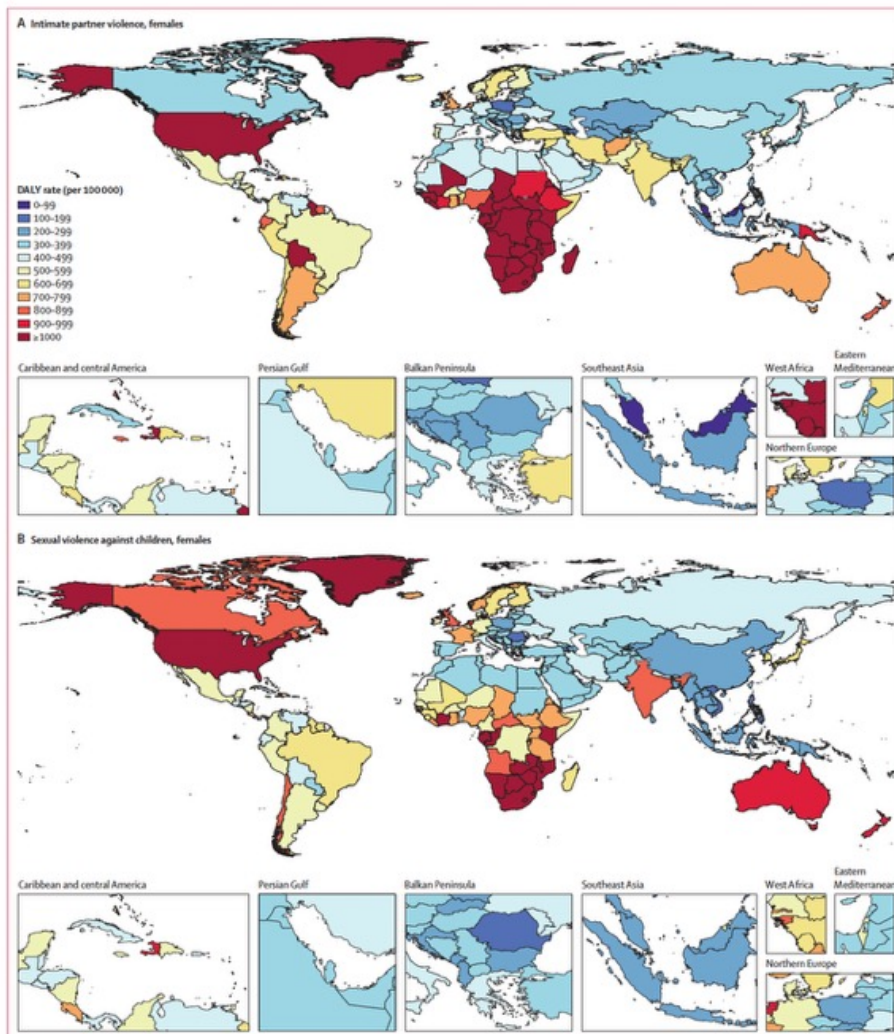 A Intimate partner violence, females
DALY rate (per 100 000)
0–99
100–199
200–299
300–399
400–499
500–599
600–699
700–799
800–899
900–999
≥1000
Caribbean and central America
Persian Gulf
Balkan Peninsula
Southeast Asia
West Africa
Eastern
Mediterranean
Northern Europe
B Sexual violence against children, females
Caribbean and central America
Persian Gulf
Balkan Peninsula
Southeast Asia
West Africa
Eastern
Mediterranean
Northern Europe